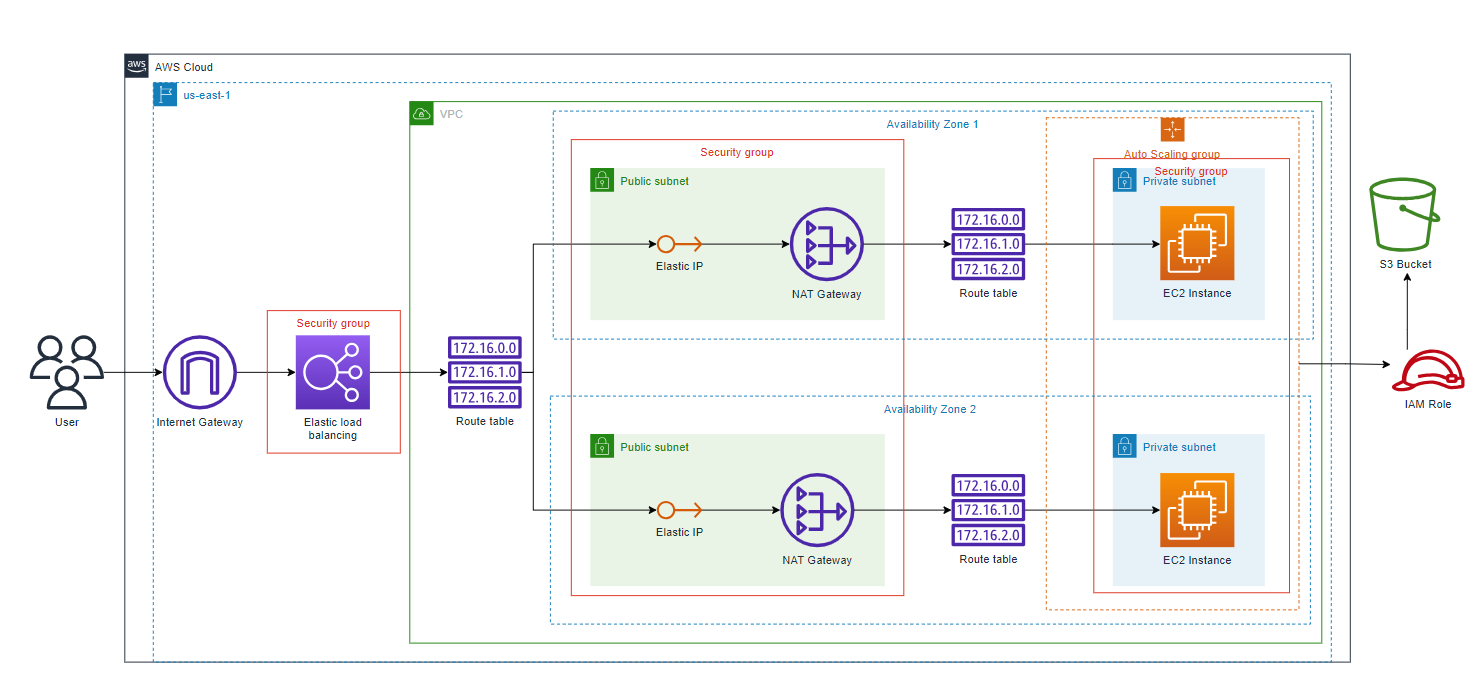 aws
AWS Cloud
us-east-1
VPC
Availability Zone 1
Auto Scaling group
Security group
Security group
Public subnet
Private subnet
Elastic IP
NAT Gateway
172.16.0.0
172.16.1.0
172.16.2.0
Route table
EC2 Instance
S3 Bucket
User
Internet Gateway
Security group
Elastic load
balancing
172.16.0.0
172.16.1.0
172.16.2.0
Route table
IAM Role
Availability Zone 2
Public subnet
Private subnet
Elastic IP
NAT Gateway
172.16.0.0
172.16.1.0
172.16.2.0
Route table
EC2 Instance